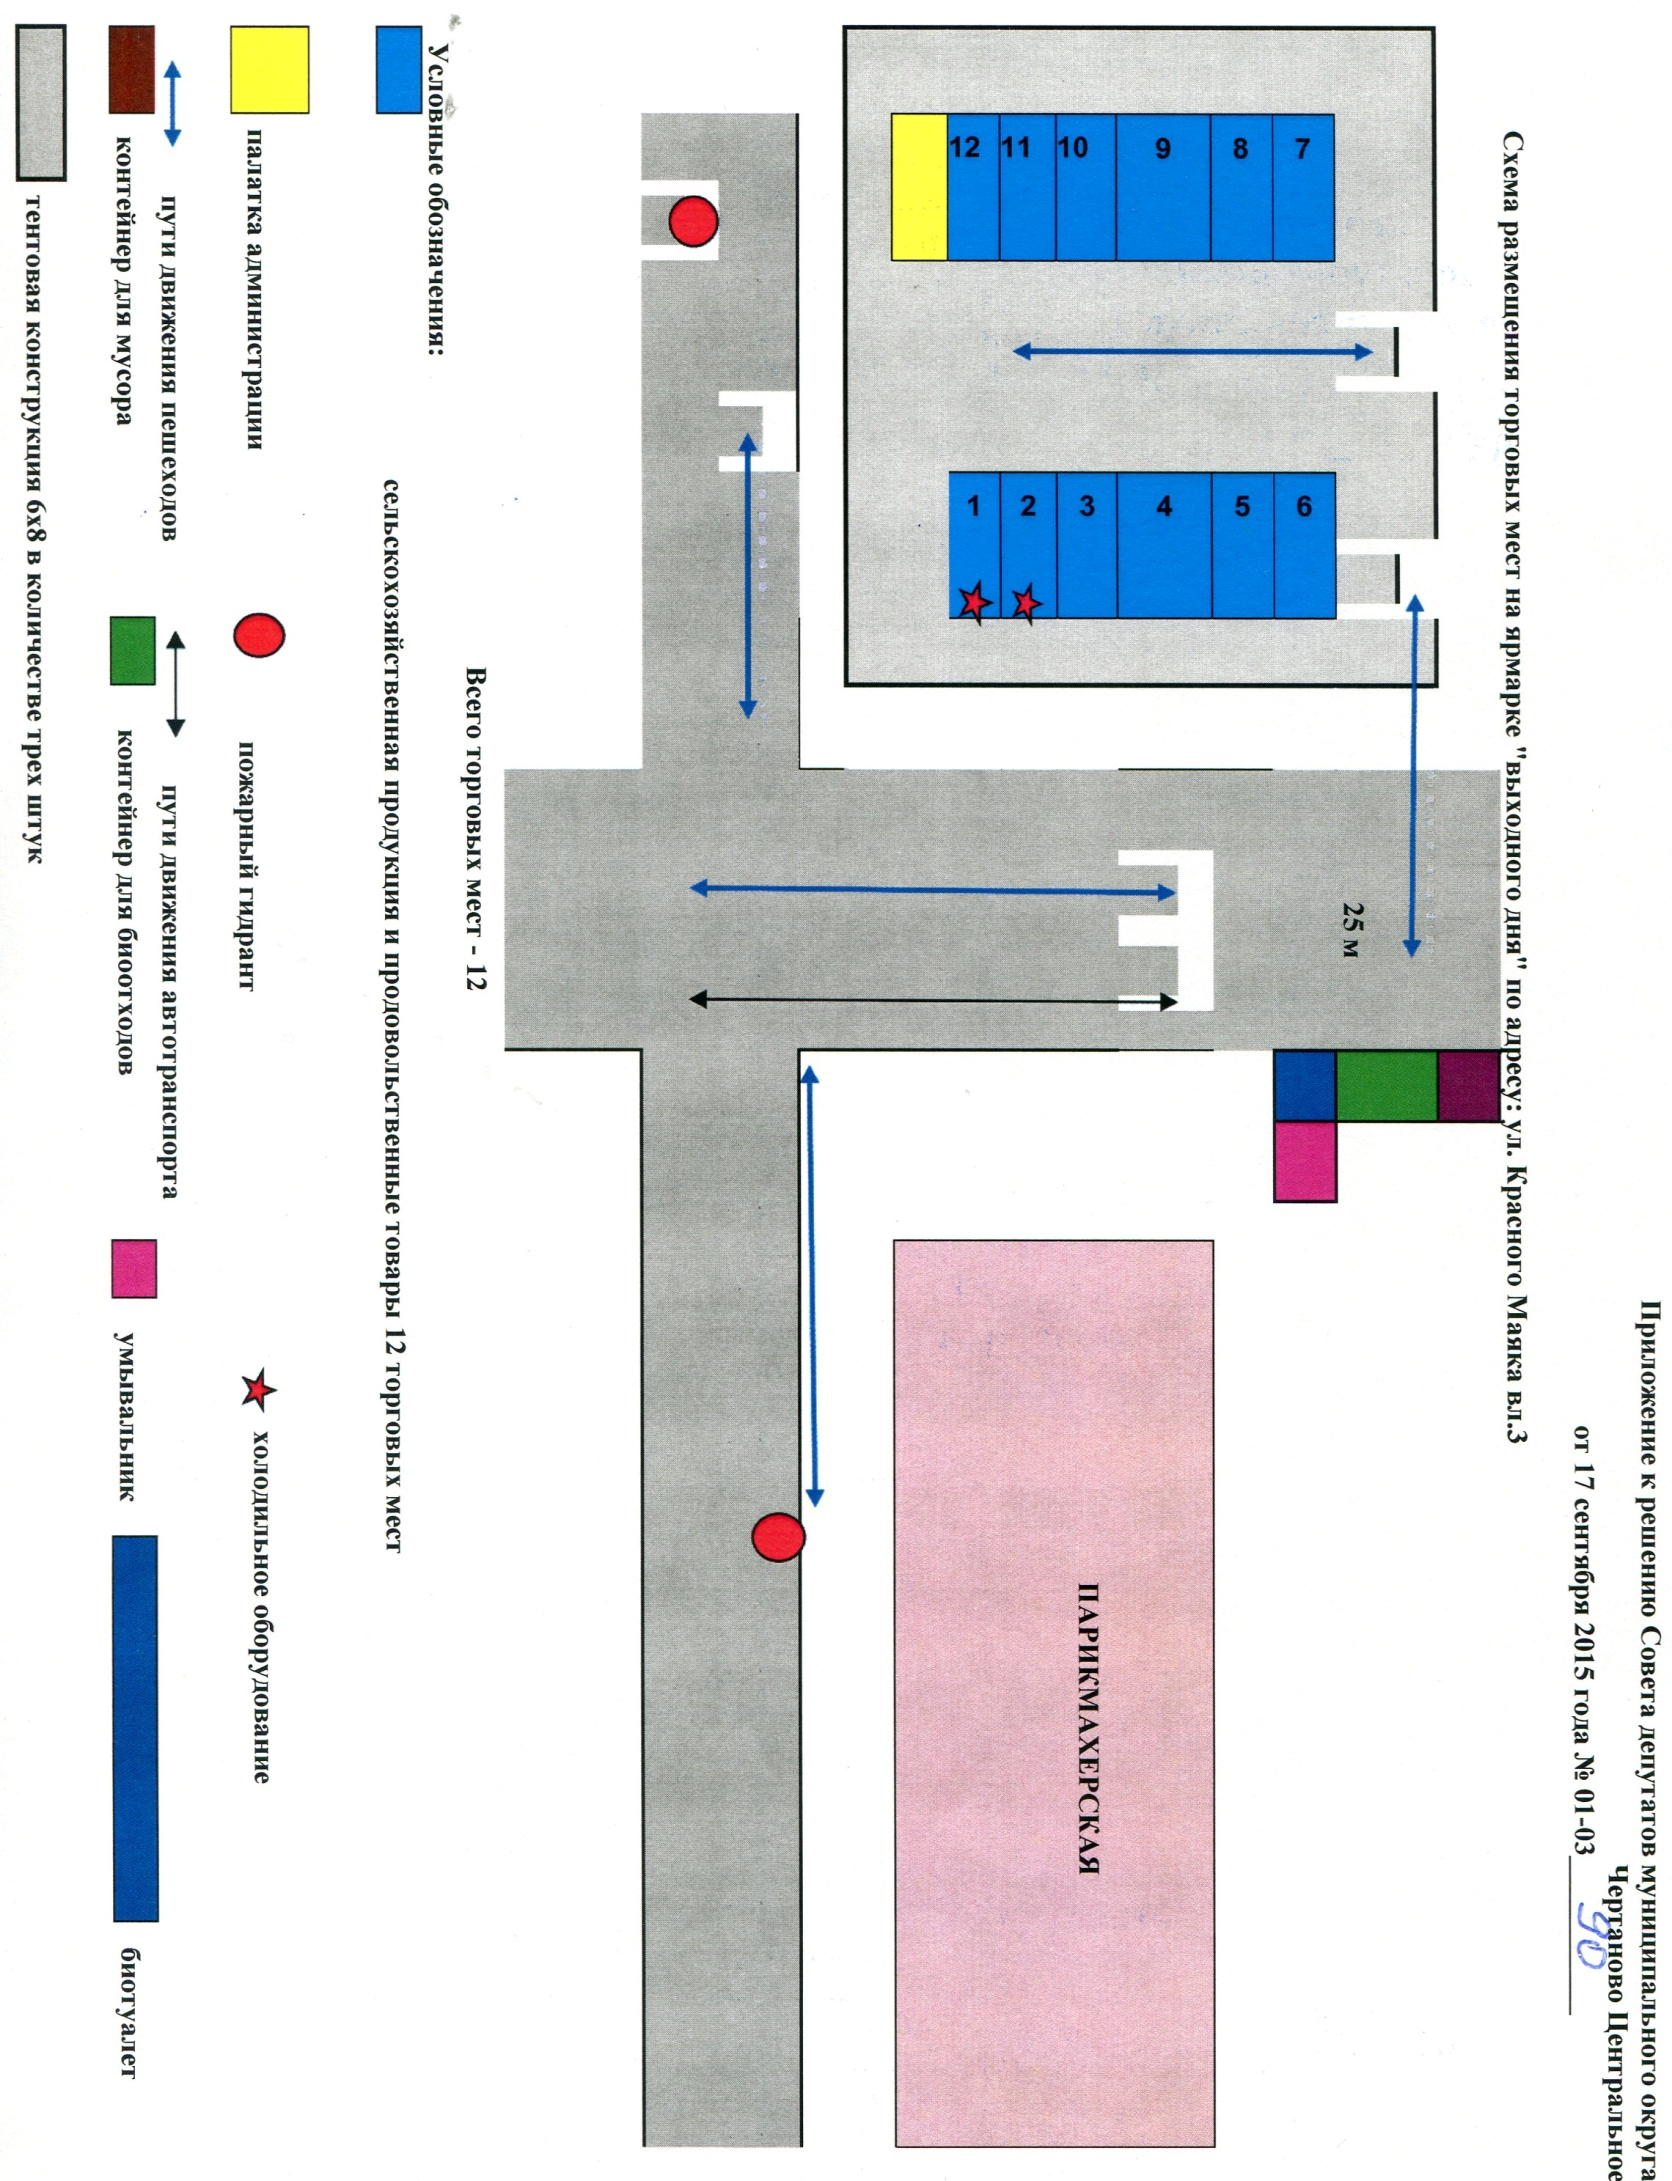 Приложение к решению Совета депутатов муниципального округа
Чертаново Центральное
от 17 сентября 2015 года № 01-03 90
Схема размещения торговых мест на ярмарке "выходного дня" по адресу: ул. Красного Маяка вл.3
25 м
7
8
9
10
11
12
6
5
4
3
2
1
ПАРИКМАХЕРСКАЯ
Всего торговых мест - 12
Условные обозначения:
сельскохозяйственная продукция и продовольственные товары 12 торговых мест
палатка администрации
пожарный гидрант
холодильное оборудование
пути движения пешеходов
пути движения автотранспорта
контейнер для мусора
контейнер для биоотходов
умывальник
биотуалет
тентовая конструкция 6х8 в количестве трех штук